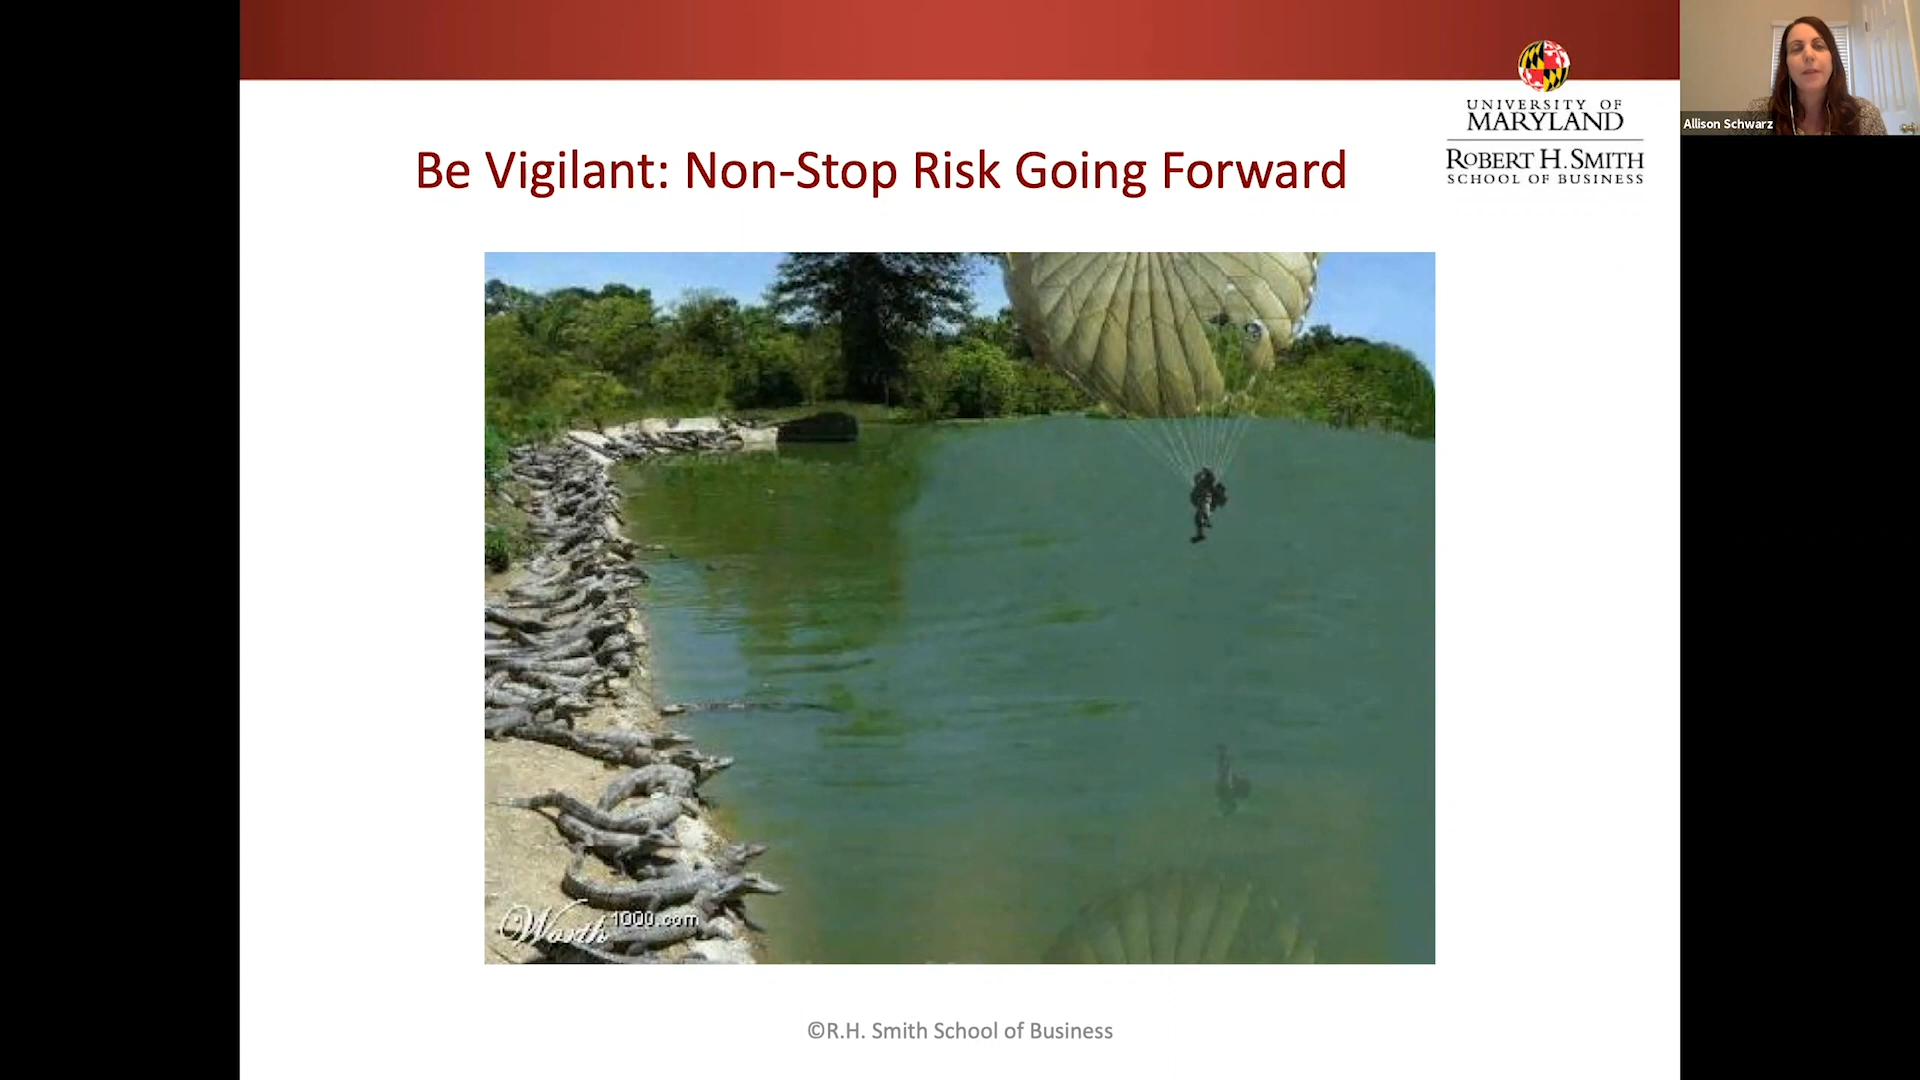 UNIVERSITY OF
MARYLAND
ROBERT H. SMITH
SCHOOL OF BUSINESS
Allison Schwarz
Be Vigilant: Non-Stop Risk Going Forward
Worth1000.com
©R.H. Smith School of Business